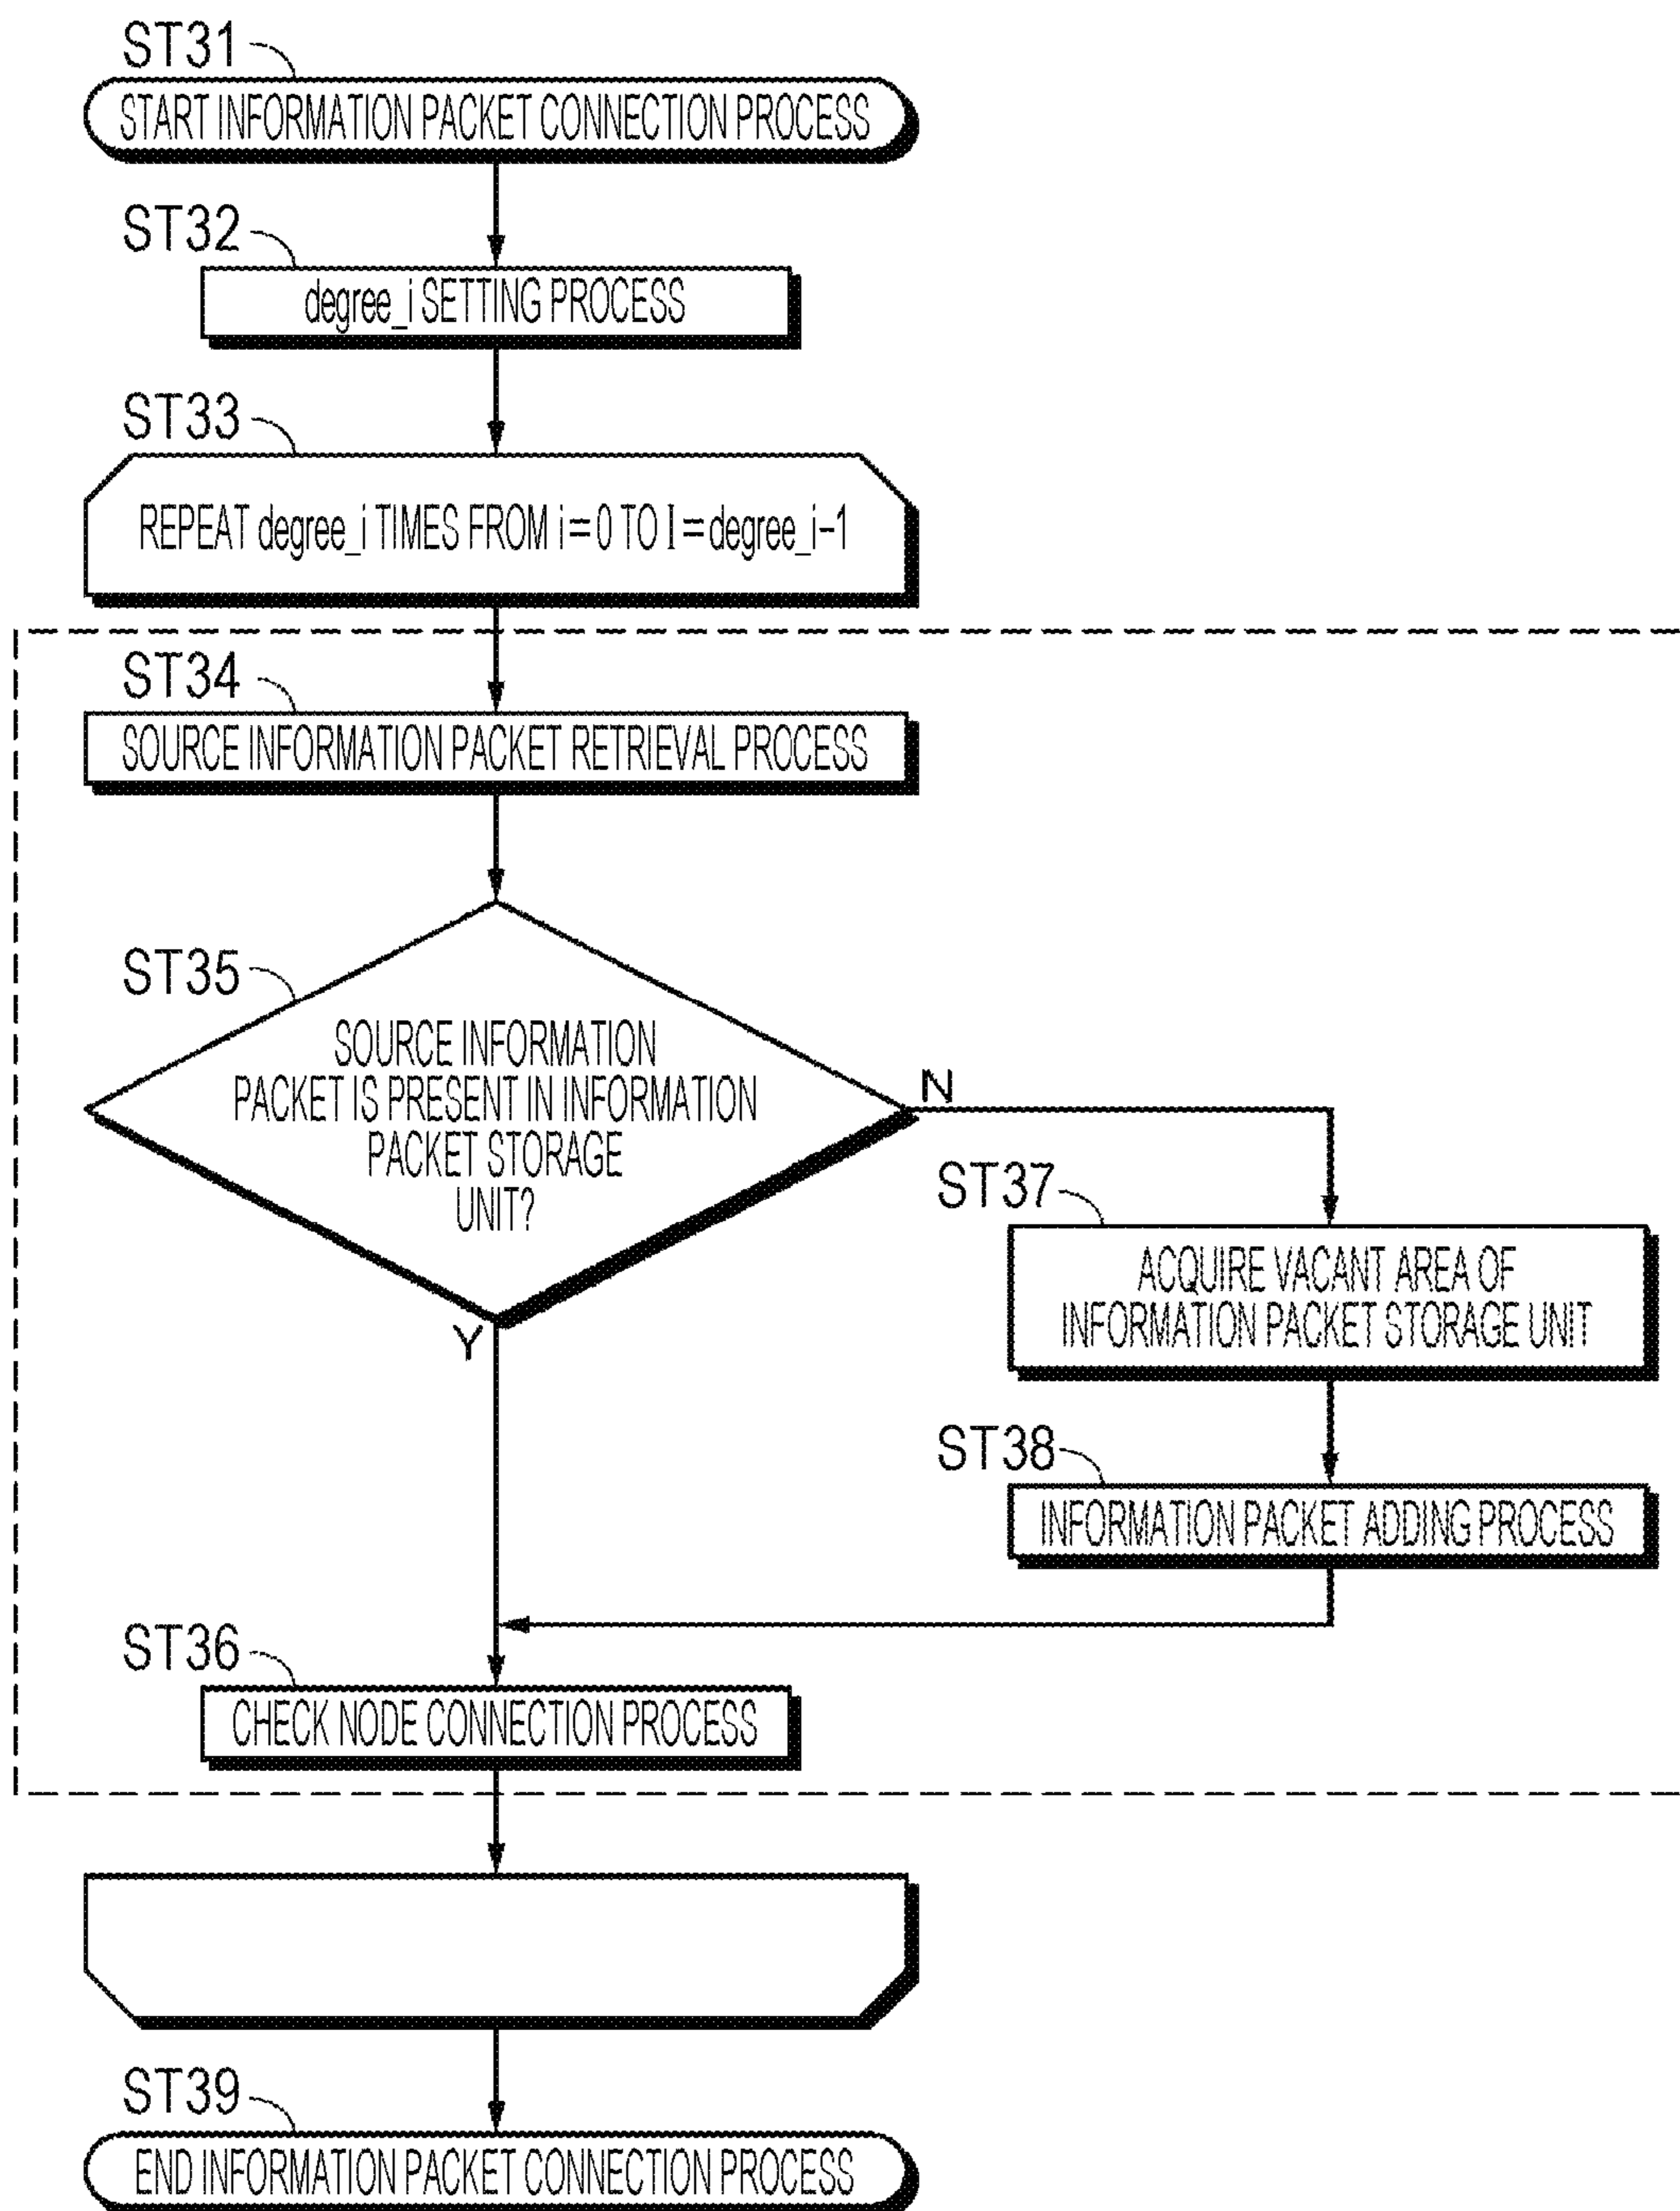 ST31
START INFORMATION PACKET CONNECTION PROCESS
ST32
degree_i SETTING PROCESS
ST33
REPEAT degree_i TIMES FROM i=0 TO I=degree_i-1
ST34
SOURCE INFORMATION PACKET RETRIEVAL PROCESS
ST35
SOURCE INFORMATION
PACKET IS PRESENT IN INFORMATION
PACKET STORAGE
UNIT?
N
Y
ST37
ACQUIRE VACANT AREA OF
INFORMATION PACKET STORAGE UNIT
ST38
INFORMATION PACKET ADDING PROCESS
ST36
CHECK NODE CONNECTION PROCESS
ST39
END INFORMATION PACKET CONNECTION PROCESS